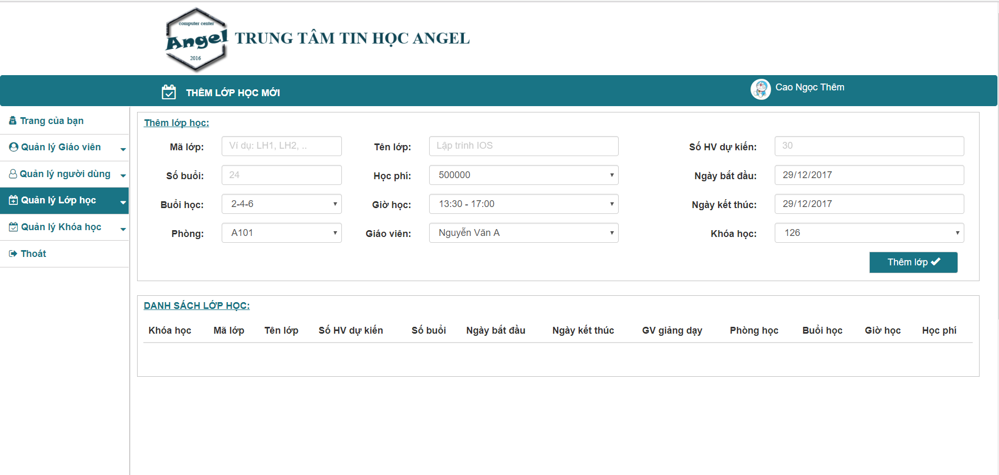 computer center
Angel
2016
TRUNG TÂM TIN HỌC ANGEL
THÊM LỚP HỌC MỚI
Cao Ngọc Thêm
Trang của bạn
Quản lý Giáo viên
Quản lý người dùng
Quản lý Lớp học
Quản lý Khóa học
Thoát
Thêm lớp học:
Mã lớp: Ví dụ: LH1, LH2, .. Tên lớp: Lập trình IOS Số HV dự kiến: 30
Số buổi: 24 Học phí: 500000 Ngày bắt đầu: 29/12/2017
Buổi học: 2-4-6 Giờ học: 13:30 - 17:00 Ngày kết thúc: 29/12/2017
Phòng: A101 Giáo viên: Nguyễn Văn A Khóa học: 126
Thêm lớp
DANH SÁCH LỚP HỌC:
Khóa học Mã lớp Tên lớp Số HV dự kiến Số buổi Ngày bắt đầu Ngày kết thúc GV giảng dạy Phòng học Buổi học Giờ học Học phí